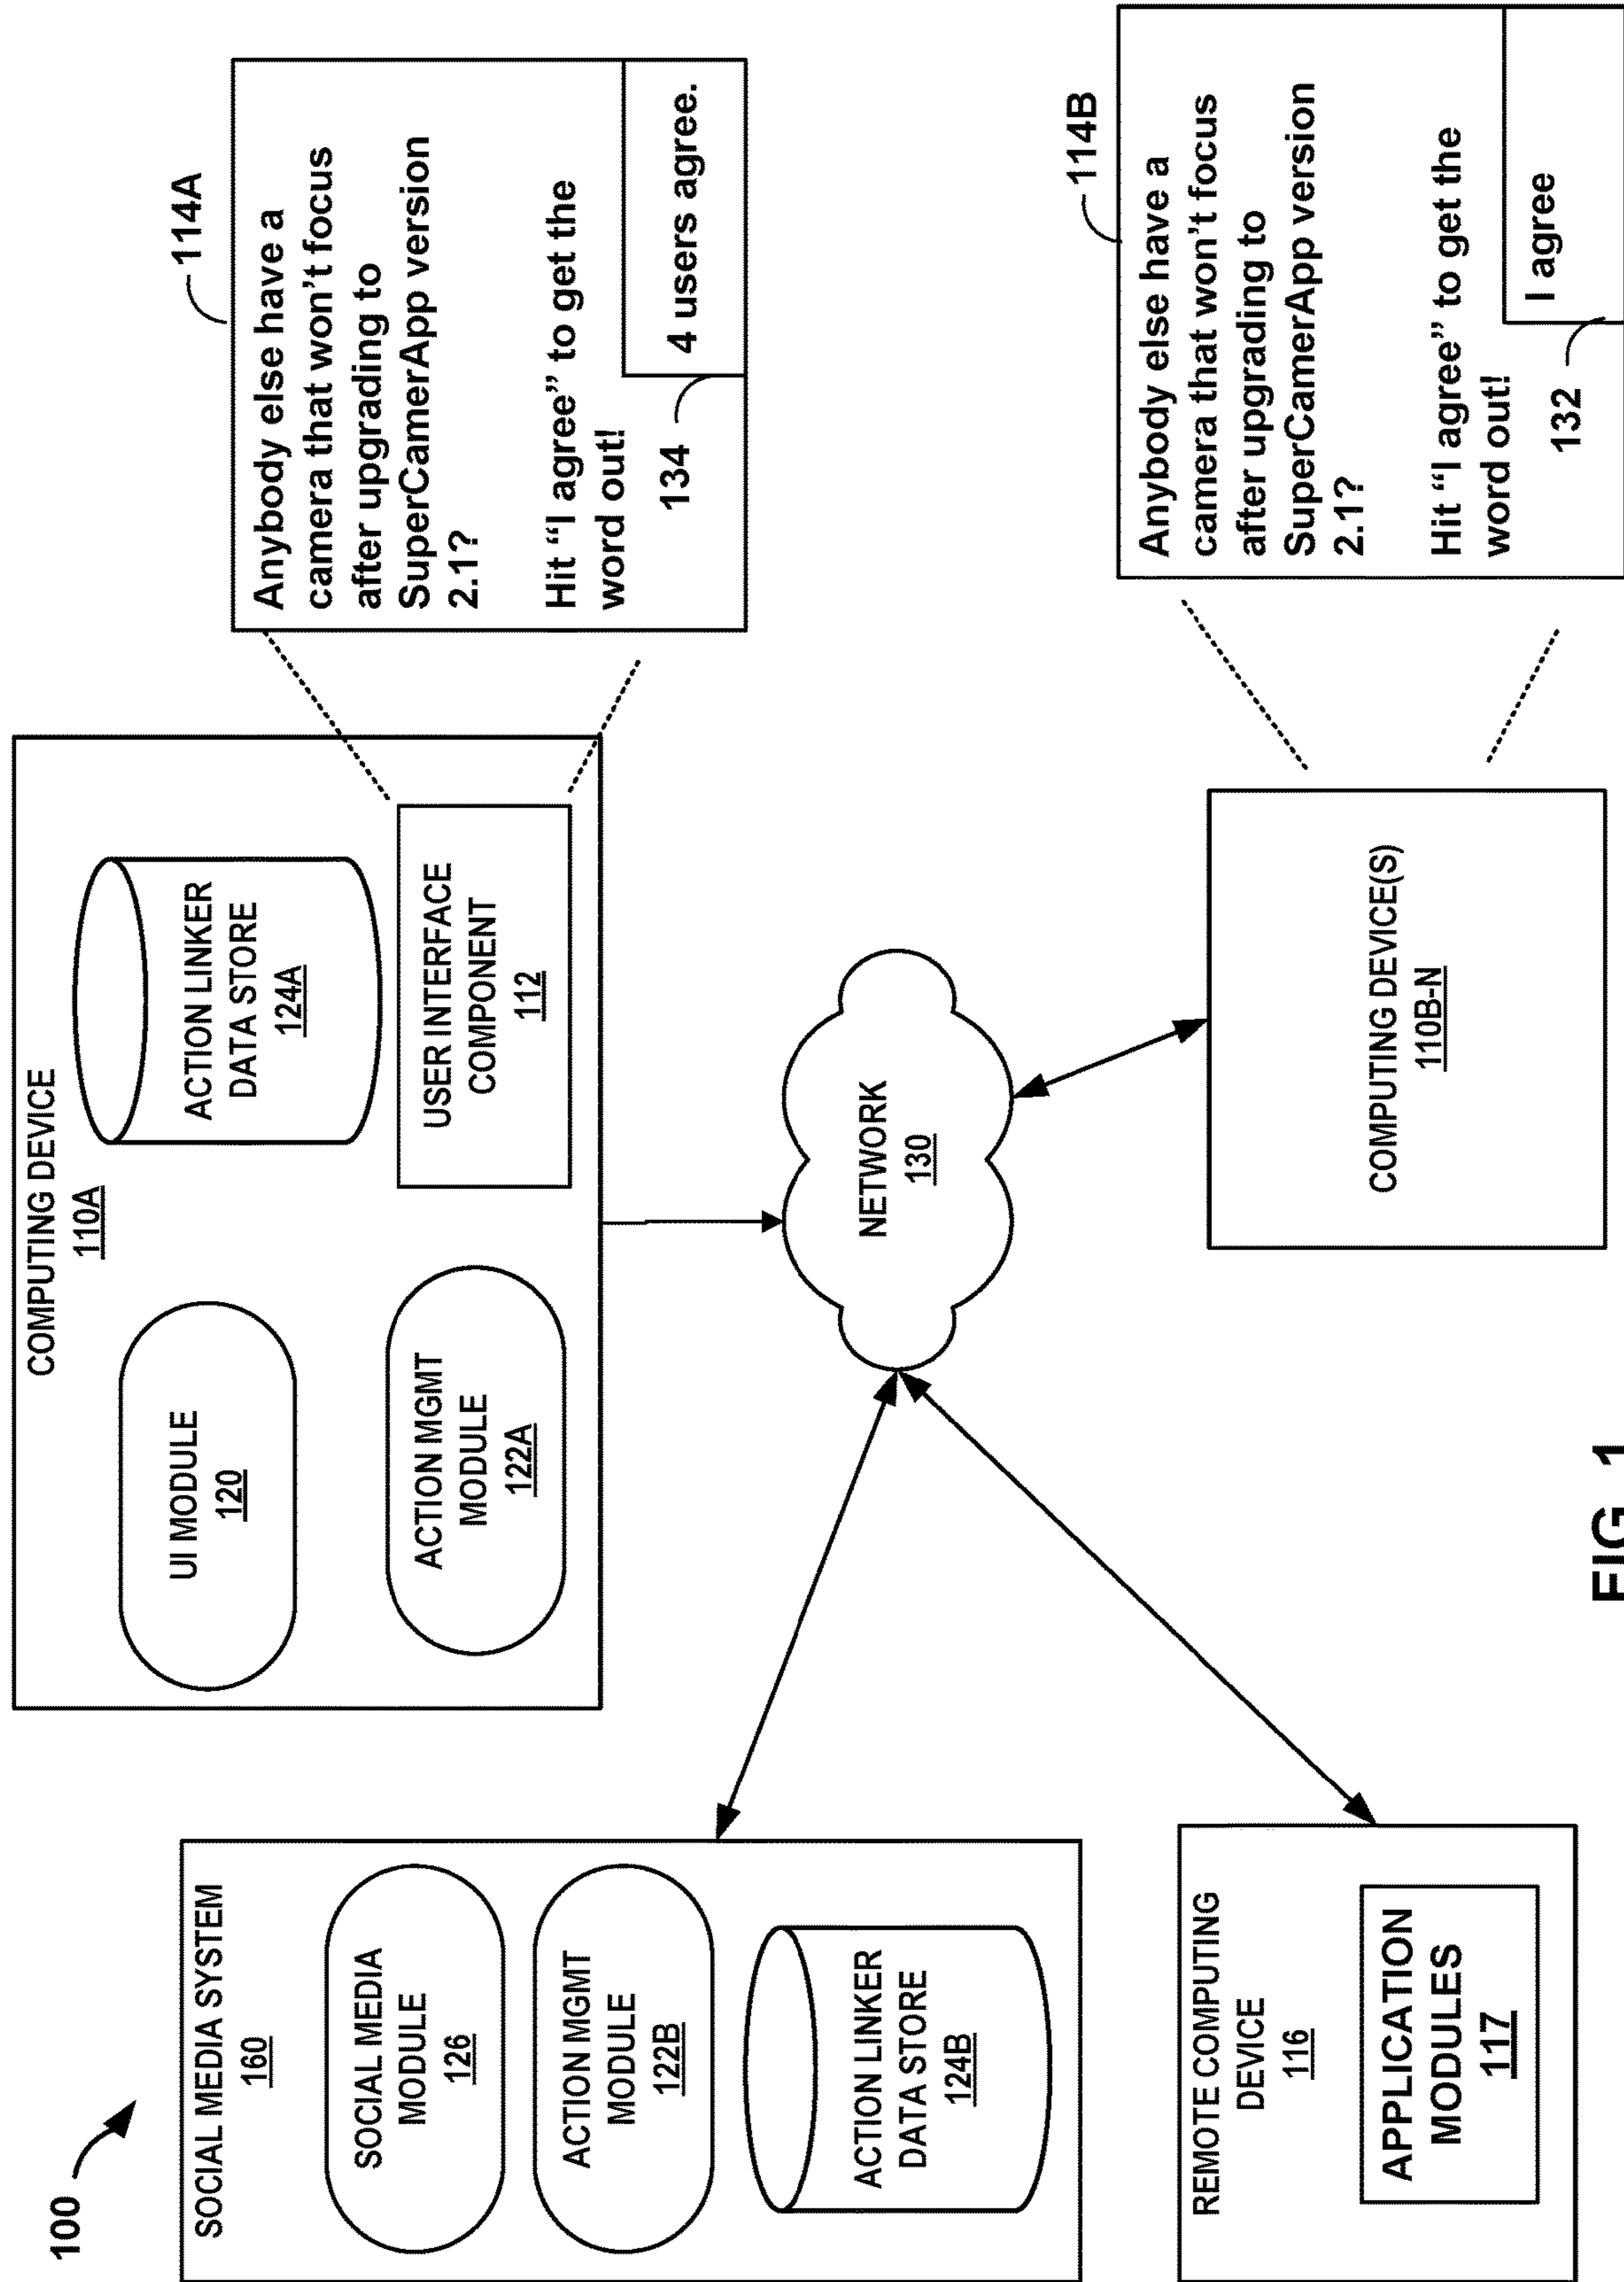 100
SOCIAL MEDIA SYSTEM
160
SOCIAL MEDIA
MODULE
126
ACTION MGMT
MODULE
122B
ACTION LINKER
DATA STORE
124B
REMOTE COMPUTING
DEVICE
116
APPLICATION
MODULES
117
COMPUTING DEVICE
110A
UI MODULE
120
ACTION LINKER
DATA STORE
124A
ACTION MGMT
MODULE
122A
USER INTERFACE
COMPONENT
112
NETWORK
130
COMPUTING DEVICE(S)
110B-N
114A
Anybody else have a
camera that won't focus
after upgrading to
SuperCamerApp version
2.1?
Hit “I agree” to get the
word out!
134
4 users agree.
114B
Anybody else have a
camera that won't focus
after upgrading to
SuperCamerApp version
2.1?
Hit “I agree” to get the
word out!
132
I agree
FIG. 1